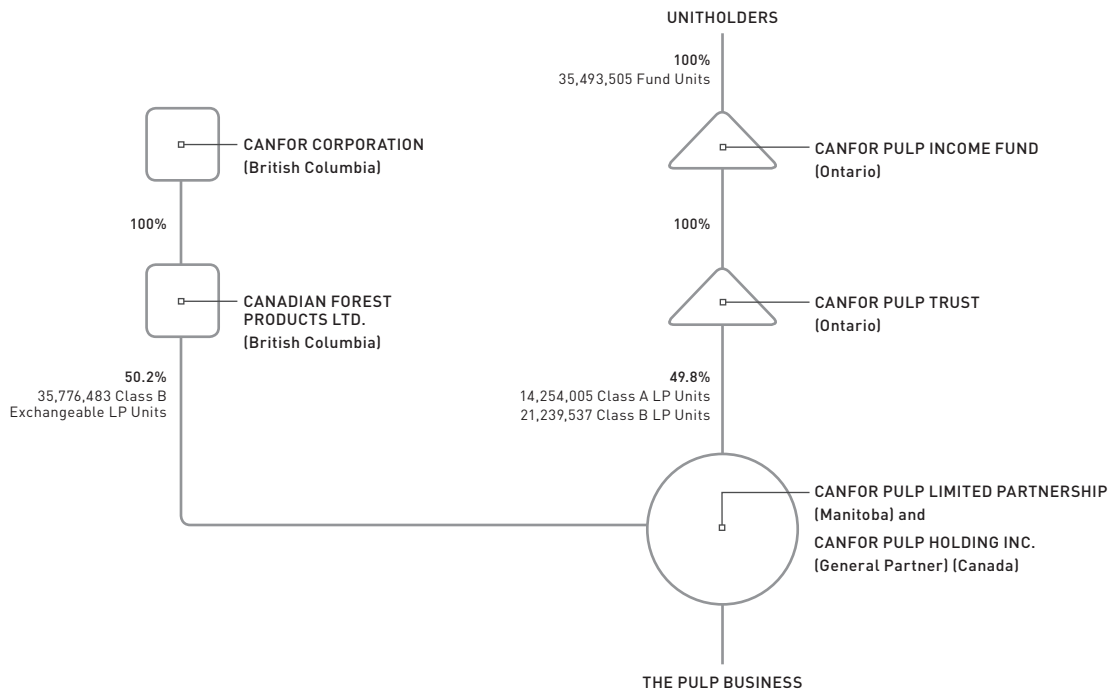 UNITHOLDERS
100%
35,493,505 Fund Units
CANFOR CORPORATION
(British Columbia)
CANFOR PULP INCOME FUND
(Ontario)
100%
100%
CANADIAN FOREST
PRODUCTS LTD.
(British Columbia)
CANFOR PULP TRUST
(Ontario)
50.2%
35,776,483 Class B
Exchangeable LP Units
49.8%
14,254,005 Class A LP Units
21,239,537 Class B LP Units
CANFOR PULP LIMITED PARTNERSHIP
(Manitoba) and
CANFOR PULP HOLDING INC.
(General Partner) (Canada)
THE PULP BUSINESS